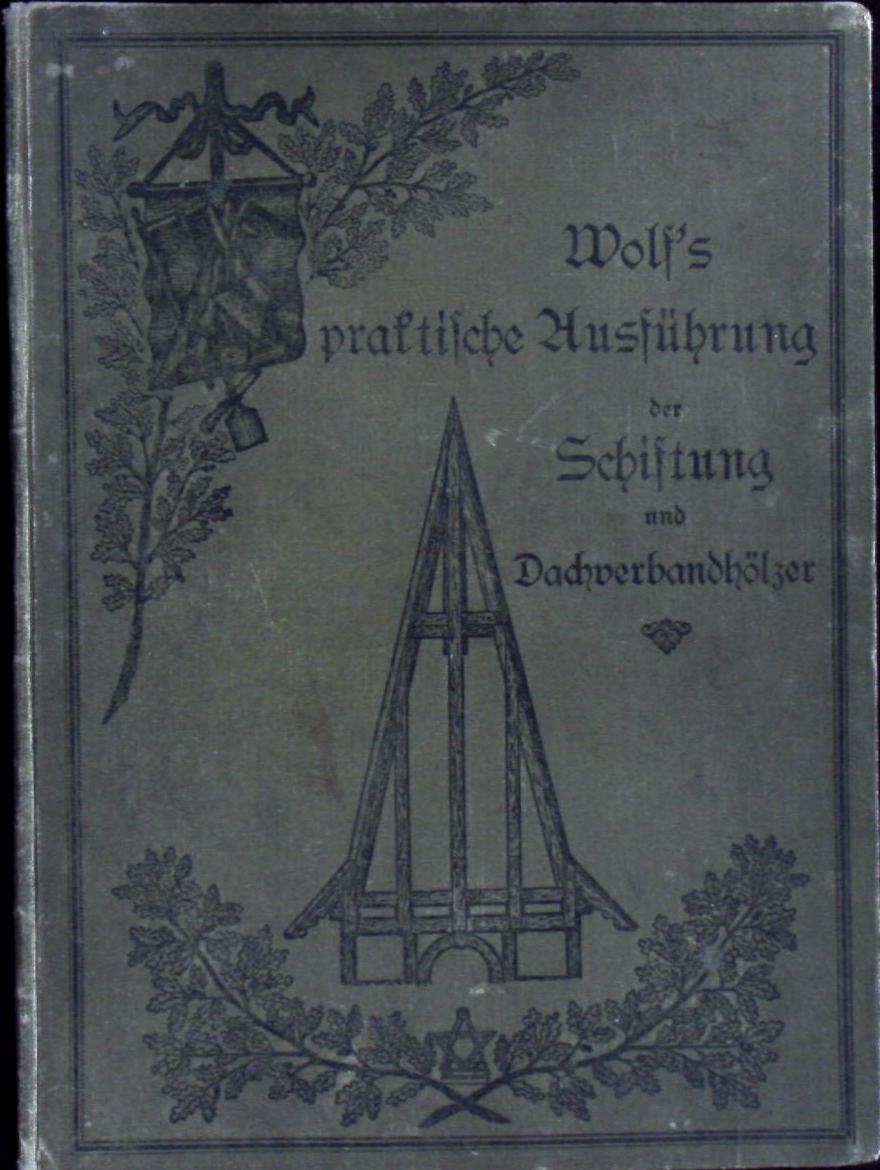 Wolf's
praktische Ausführung
der
Schiftung
und
Dachverbandhölzer